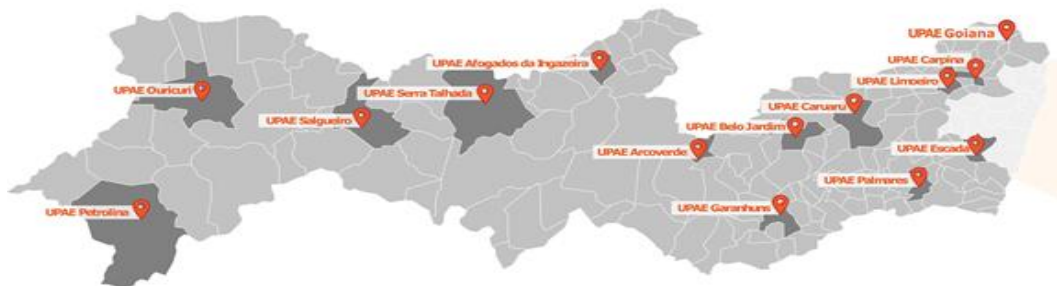 UPAE Goiana
UPAE Carpina
UPAE Afogados da Ingazeira
UPAE Limoeiro
UPAE Ouricuri
UPAE Serra Talhada
UPAE Caruaru
UPAE Salgueiro
UPAE Belo Jardim
UPAE Arcoverde
UPAE Escada
UPAE Palmares
UPAE Garanhuns
UPAE Petrolina